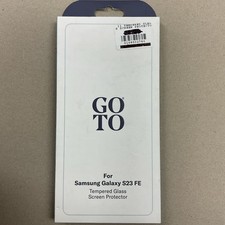 GO
TO
For
Samsung Galaxy S23 FE
Tempered Glass
Screen Protector